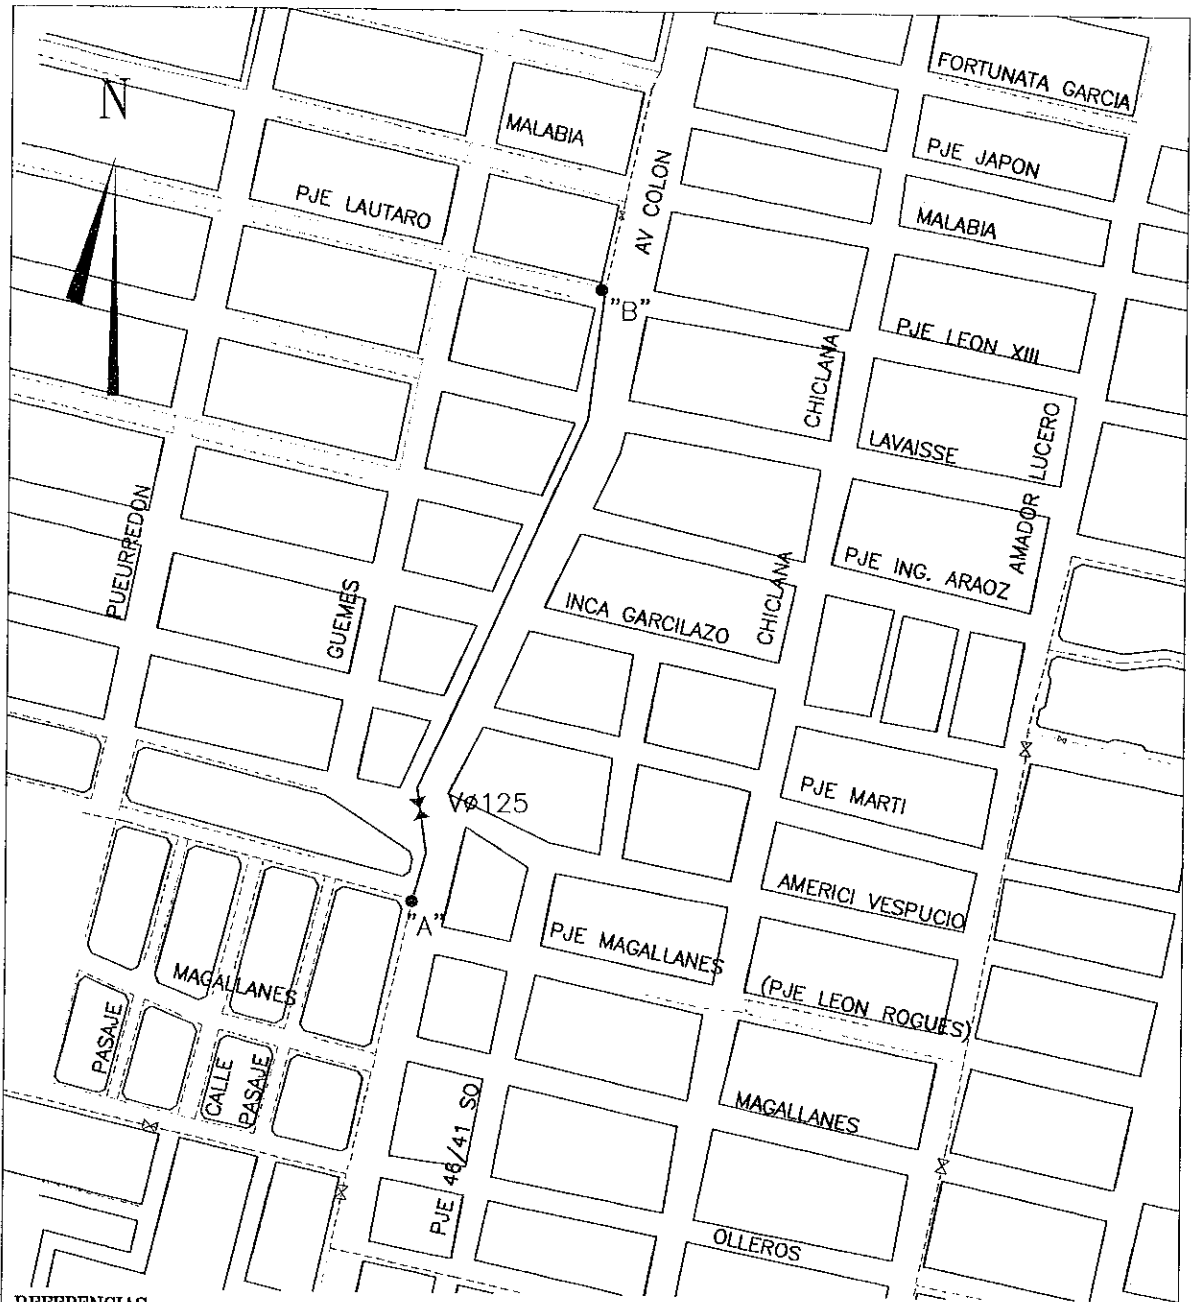 FORTUNATA GARCIA
N
MALABIA
PJE JAPON
AV COLON
PJE LAUTARO
MALABIA
"B"
PJE LEON XIII
CHICLANA
AMADOR LUCERO
LAVAISSE
PUEURREDON
PJE ING. ARAOZ
GUEMES
CHICLANA
INCA GARCILAZO
Vø125
PJE MARTI
AMERICI VESPUCIO
"A"
PJE MAGALLANES
MAGALLANES
(PJE LEON ROGUES)
PASAJE
CALLE
PASAJE
PJE 46/41 SO
MAGALLANES
OLLEROS
REFERENCIAS